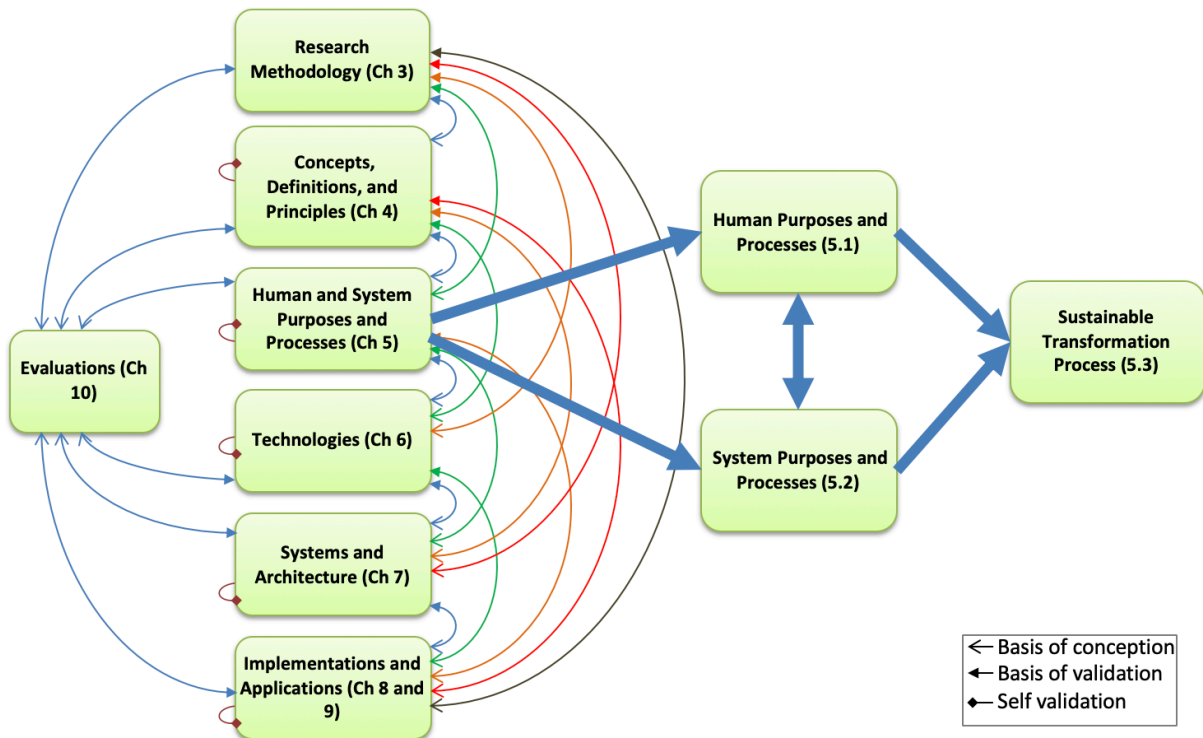 Research
Methodology (Ch 3)
Concepts,
Definitions, and
Principles (Ch 4)
Human and System
Purposes and
Processes (Ch 5)
Evaluations (Ch
10)
Technologies (Ch 6)
Systems and
Architecture (Ch 7)
Implementations and
Applications (Ch 8 and
9)
Human Purposes and
Processes (5.1)
System Purposes and
Processes (5.2)
Sustainable
Transformation
Process (5.3)
Basis of conception
Basis of validation
Self validation